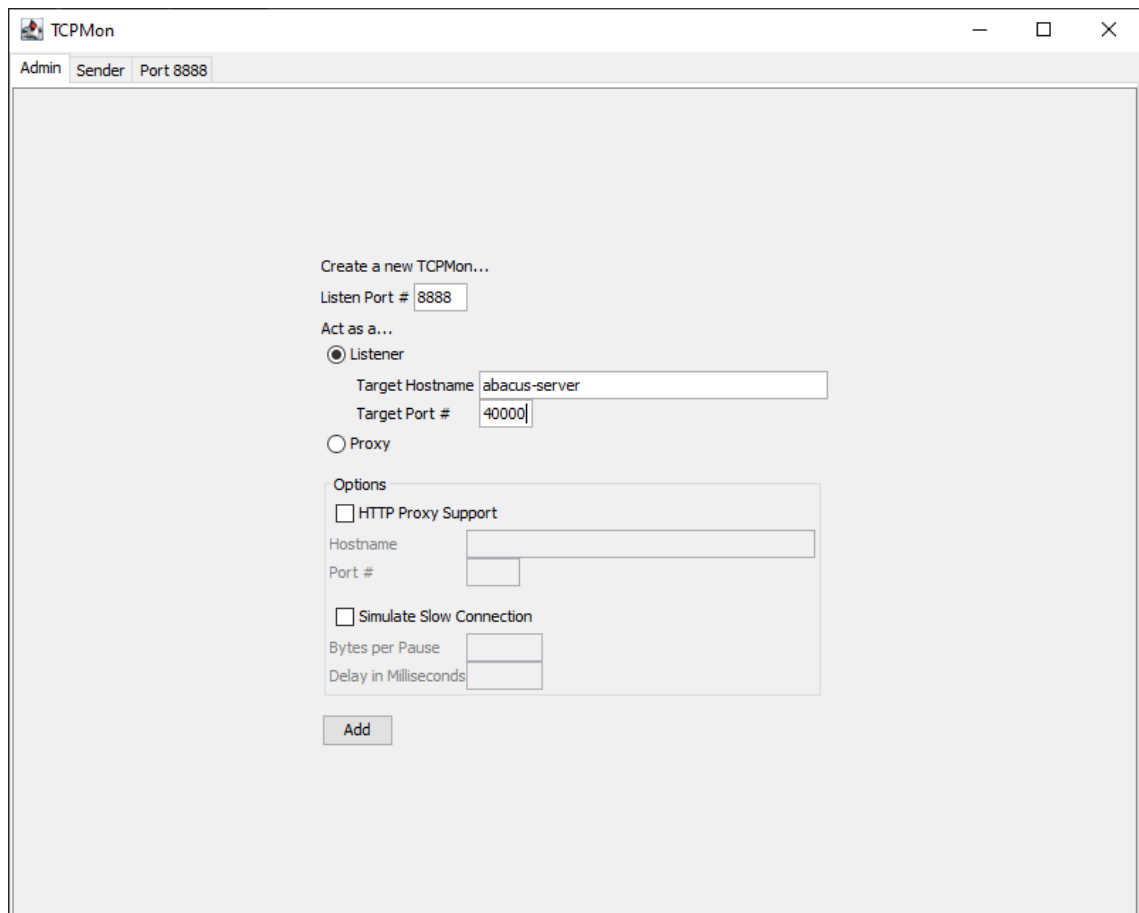 TCPMon
Admin Sender Port 8888
Create a new TCPMon...
Listen Port # 8888
Act as a...
Listener
Target Hostname abacus-server
Target Port # 40000
Proxy
Options
HTTP Proxy Support
Hostname
Port #
Simulate Slow Connection
Bytes per Pause
Delay in Milliseconds
Add